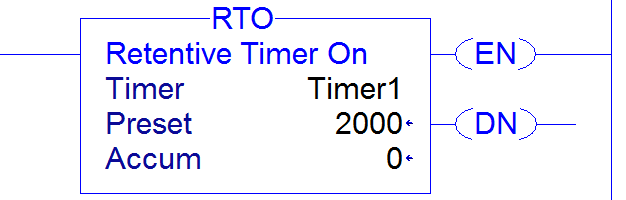 RTO
Retentive Timer On
Timer Timer1
Preset 2000
Accum 0
EN
DN